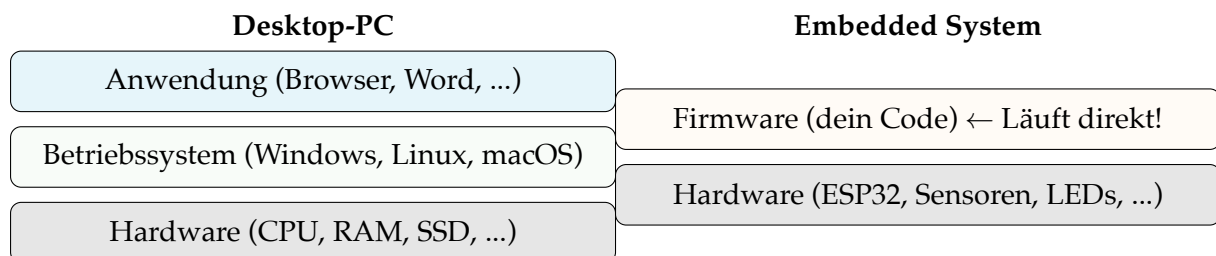 Desktop-PC
Anwendung (Browser, Word, ...)
Betriebssystem (Windows, Linux, macOS)
Hardware (CPU, RAM, SSD, ...)
Embedded System
Firmware (dein Code) ← Läuft direkt!
Hardware (ESP32, Sensoren, LEDs, ...)